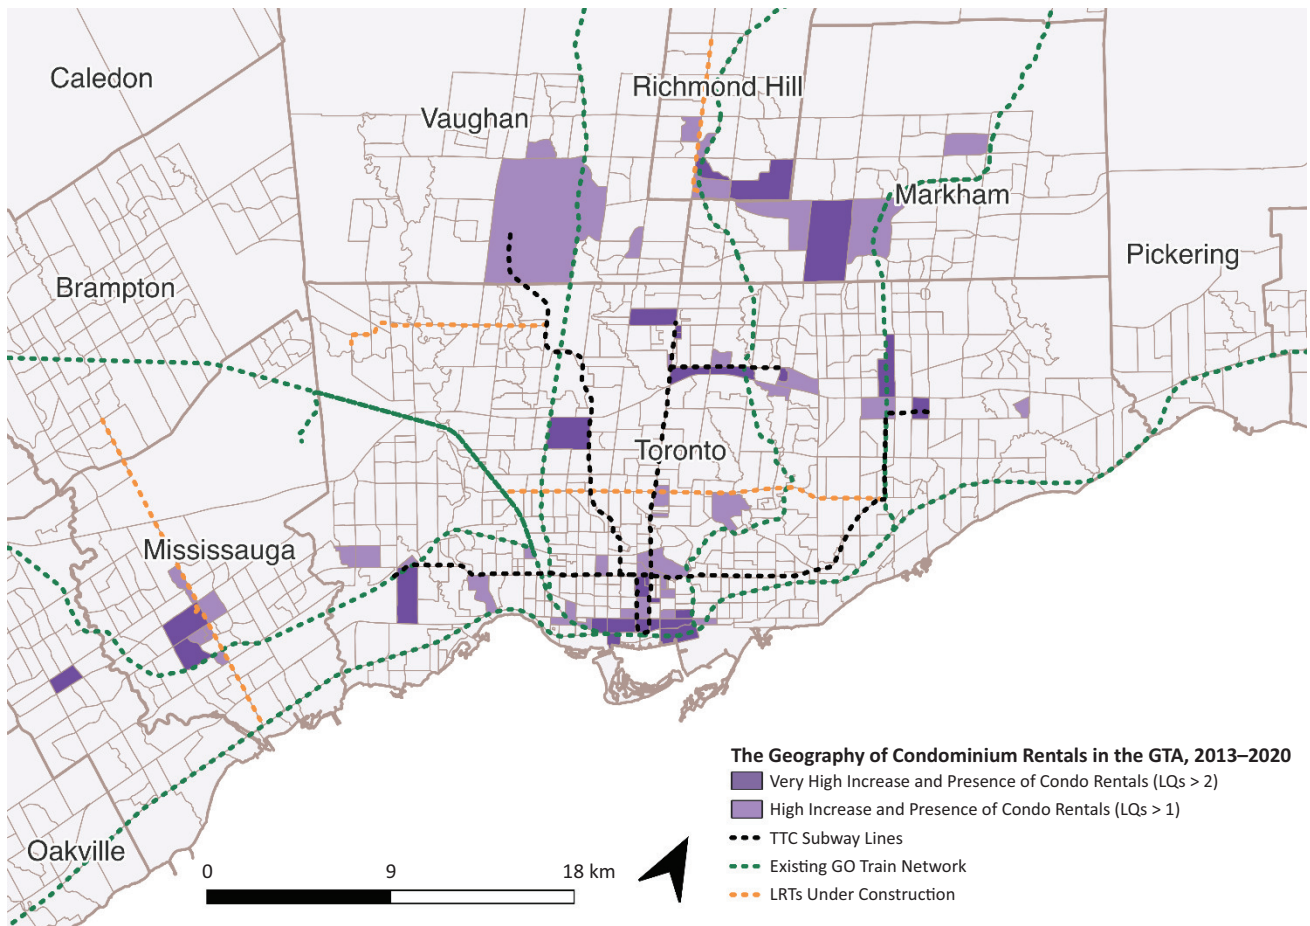 Caledon
Richmond Hill
Vaughan
Markham
Pickering
Brampton
Toronto
Mississauga
Oakville
The Geography of Condominium Rentals in the GTA, 2013–2020
Very High Increase and Presence of Condo Rentals (LQs > 2)
High Increase and Presence of Condo Rentals (LQs > 1)
TTC Subway Lines
Existing GO Train Network
LRTs Under Construction
0 9 18 km